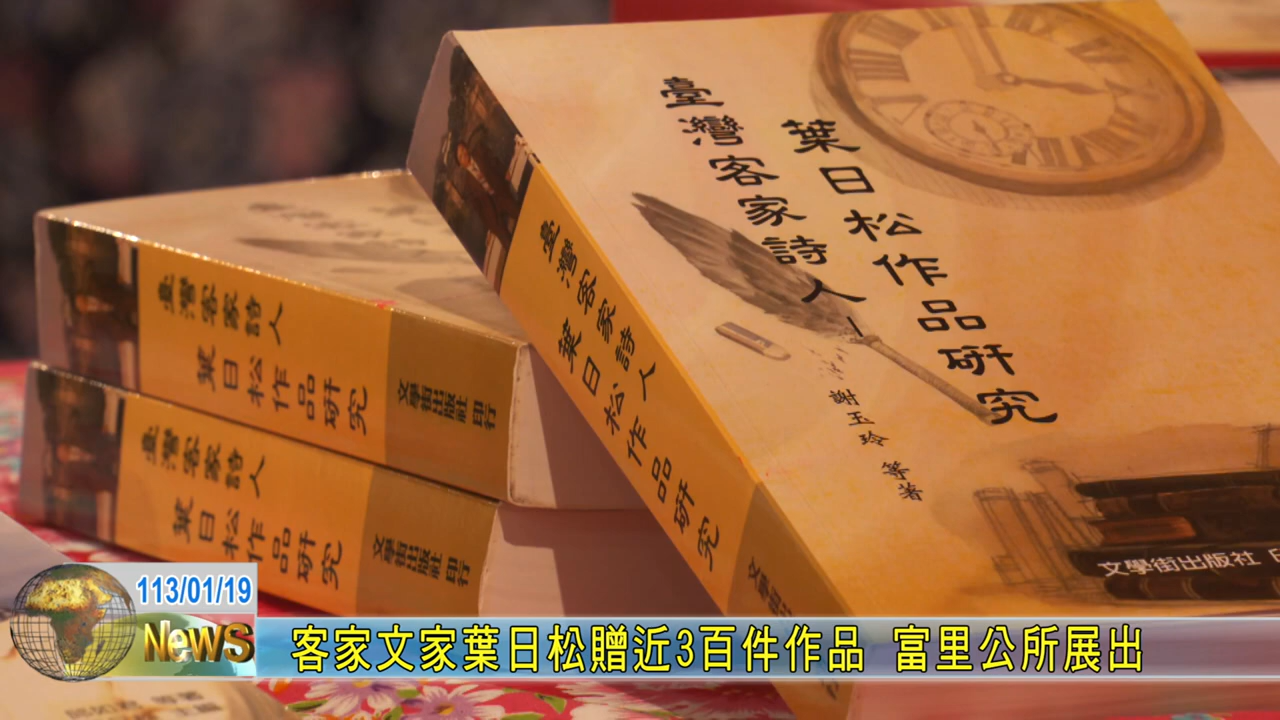 臺灣客家詩人-
葉日松作品研究
謝玉玲 等著
文學街出版社
臺灣客家詩人
葉日松作品研究
文學街出版
臺灣客家詩人
葉日松作品研究
文學街出版社 印行
臺灣客家詩人
葉日松作品研究
文學街出版社 印行
113/01/19
NewS
客家文家葉日松贈近3百件作品 富里公所展出